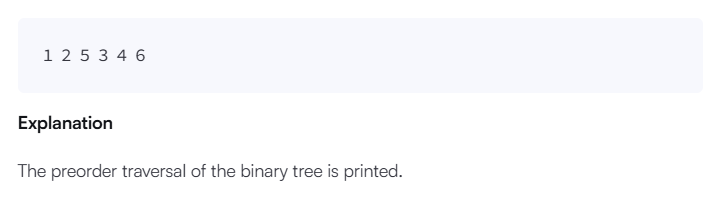 1 2 5 3 4 6
Explanation
The preorder traversal of the binary tree is printed.